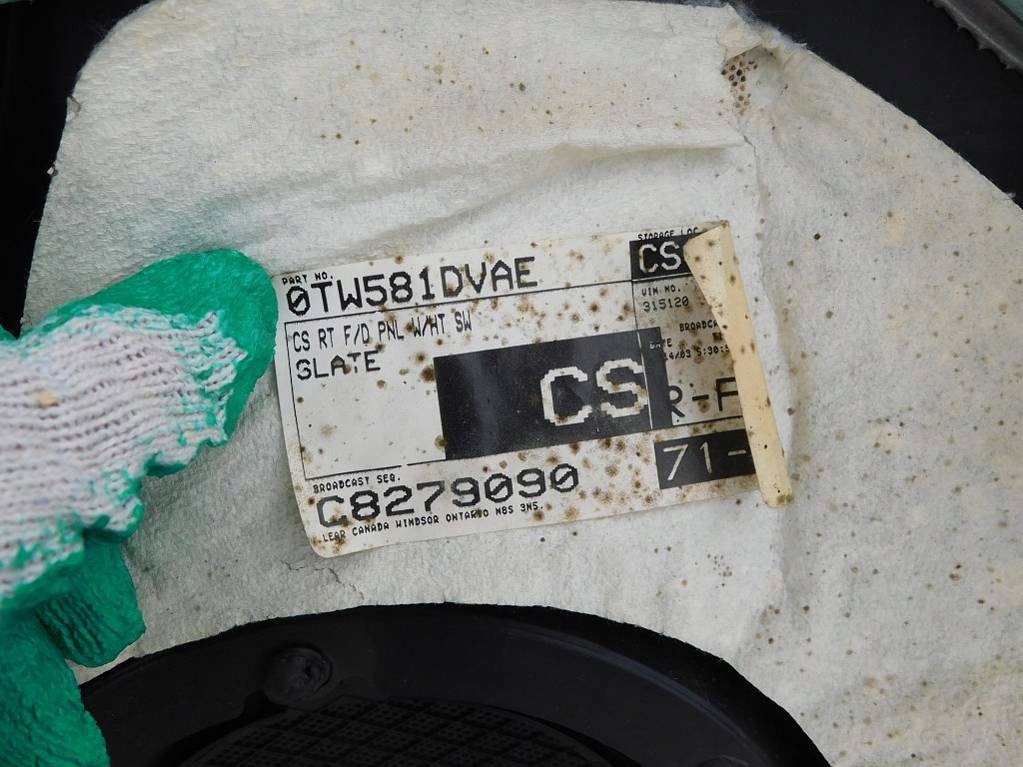 PART NO.
0TW581DVAE
STORAGE LOC
CS
CS RT F/D PNL W/HT SW
SLATE
VIN NO.
315120
BROADCA
CS
R-F
71-
BROADCAST SEQ.
C8279090
LEAR CANADA WINDSOR ONTARIO N8S 3N5.